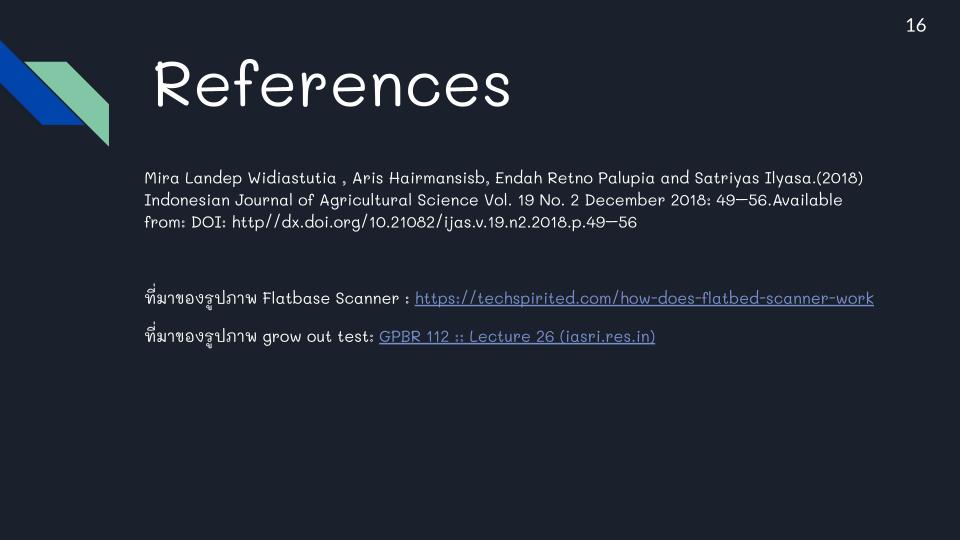 16
References
Mira Landep Widiastutia , Aris Hairmansisb, Endah Retno Palupia and Satriyas Ilyasa.(2018)
Indonesian Journal of Agricultural Science Vol. 19 No. 2 December 2018: 49–56.Available
from: DOI: http//dx.doi.org/10.21082/ijas.v.19.n2.2018.p.49–56
ที่มาของรูปภาพ Flatbase Scanner : https://techspirited.com/how-does-flatbed-scanner-work
ที่มาของรูปภาพ grow out test: GPBR 112 :: Lecture 26 (iasri.res.in)